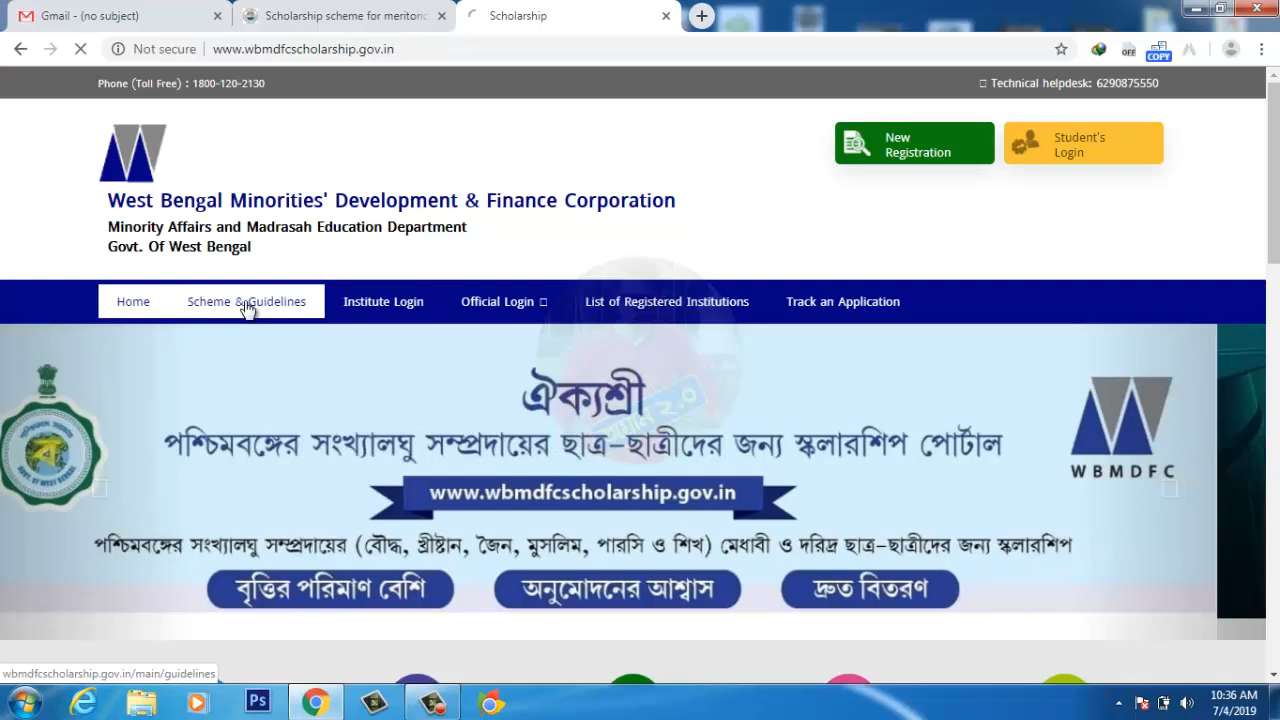 Gmail - (no subject)
Scholarship scheme for meritoric
Scholarship
Not secure
www.wbmdfcscholarship.gov.in
OFF
COPY
Phone (Toll Free) : 1800-120-2130
Technical helpdesk: 6290875550
New
Registration
Student's
Login
West Bengal Minorities' Development & Finance Corporation
Minority Affairs and Madrasah Education Department
Govt. Of West Bengal
Home
Scheme & Guidelines
Institute Login
Official Login
List of Registered Institutions
Track an Application
ঐক্যশ্রী
পশ্চিমবঙ্গের সংখ্যালঘু সম্প্রদায়ের ছাত্র-ছাত্রীদের জন্য স্কলারশিপ পোর্টাল
WBMDFC
www.wbmdfcscholarship.gov.in
পশ্চিমবঙ্গের সংখ্যালঘু সম্প্রদায়ের (বৌদ্ধ, খ্রীষ্টান, জৈন, মুসলিম, পারসি ও শিখ) মেধাবী ও দরিদ্র ছাত্র-ছাত্রীদের জন্য স্কলারশিপ
বৃত্তির পরিমাণ বেশি
অনুমোদনের আশ্বাস
দ্রুত বিতরণ
wbmdfcscholarship.gov.in/main/guidelines
Ps
10:36 AM
7/4/2019